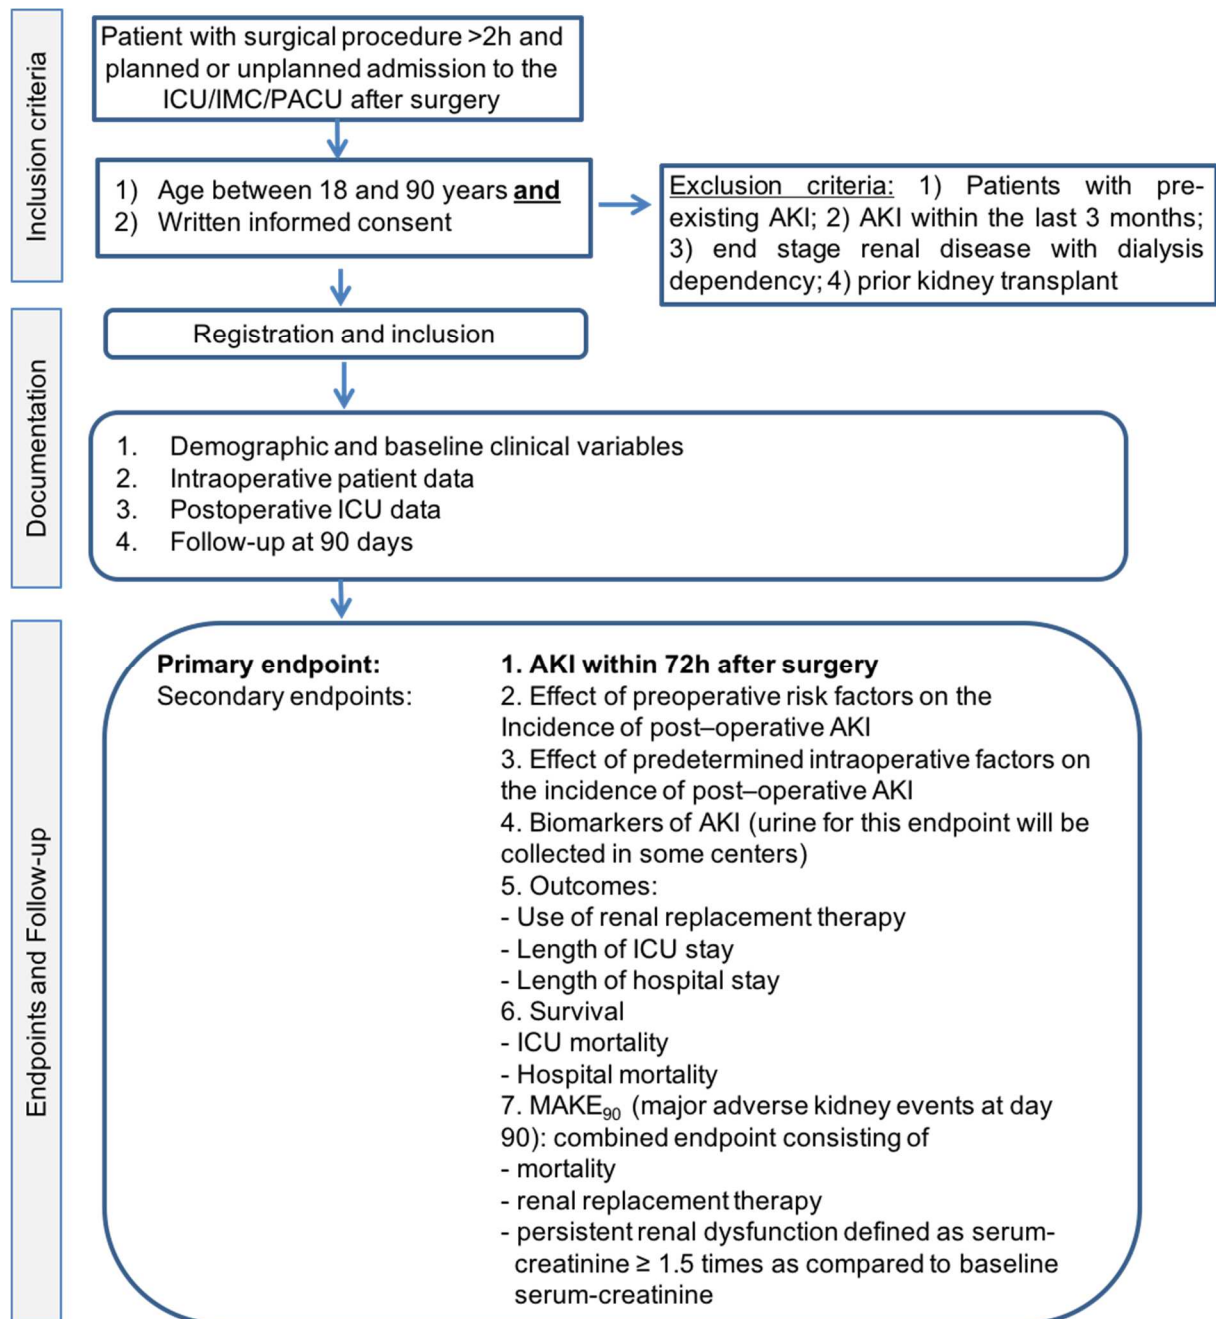 Inclusion criteria
Patient with surgical procedure >2h and
planned or unplanned admission to the
ICU/IMC/PACU after surgery
1) Age between 18 and 90 years and
2) Written informed consent
Exclusion criteria: 1) Patients with pre-
existing AKI; 2) AKI within the last 3 months;
3) end stage renal disease with dialysis
dependency; 4) prior kidney transplant
Registration and inclusion
Documentation
1. Demographic and baseline clinical variables
2. Intraoperative patient data
3. Postoperative ICU data
4. Follow-up at 90 days
Endpoints and Follow-up
Primary endpoint: 1. AKI within 72h after surgery
Secondary endpoints: 2. Effect of preoperative risk factors on the
Incidence of post–operative AKI
3. Effect of predetermined intraoperative factors on
the incidence of post–operative AKI
4. Biomarkers of AKI (urine for this endpoint will be
collected in some centers)
5. Outcomes:
- Use of renal replacement therapy
- Length of ICU stay
- Length of hospital stay
6. Survival
- ICU mortality
- Hospital mortality
7. MAKE90 (major adverse kidney events at day
90): combined endpoint consisting of
- mortality
- renal replacement therapy
- persistent renal dysfunction defined as serum-
creatinine ≥ 1.5 times as compared to baseline
serum-creatinine